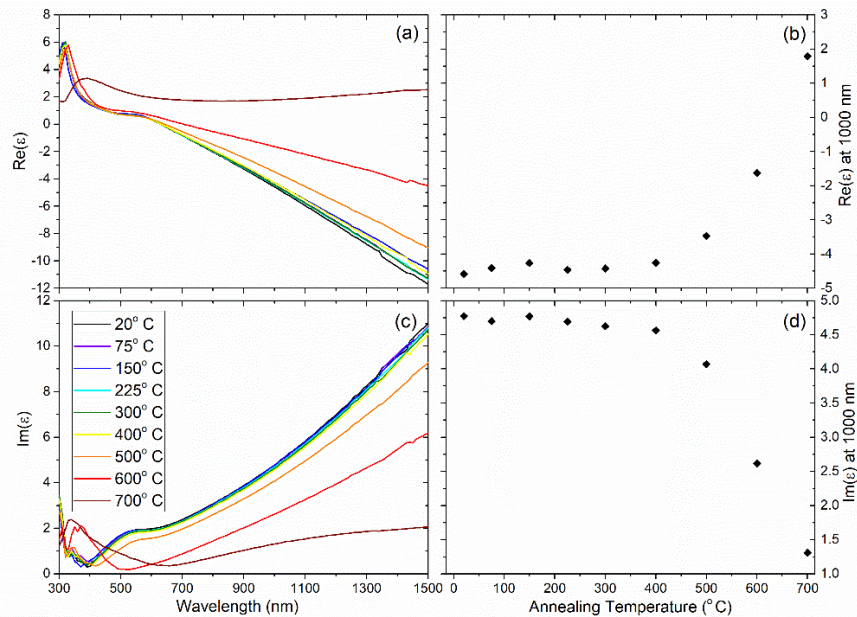 8
6
4
2
0
-2
-4
-6
-8
-10
-12
Re(ε)
(a)
(b)
3
2
1
0
-1
-2
-3
-4
-5
Re(ε) at 1000 nm
12
10
8
6
4
2
0
Im(ε)
(c)
20° C
75° C
150° C
225° C
300° C
400° C
500° C
600° C
700° C
300 500 700 900 1100 1300 1500
Wavelength (nm)
(d)
5.0
4.5
4.0
3.5
3.0
2.5
2.0
1.5
1.0
Im(ε) at 1000 nm
0 100 200 300 400 500 600 700
Annealing Temperature (°C)